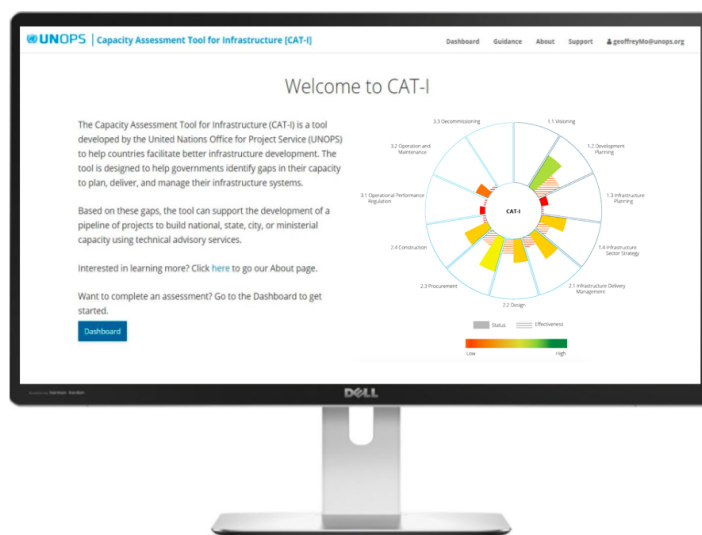 UNOPS | Capacity Assessment Tool for Infrastructure [CAT-I]
Dashboard Guidance About Support geoffreyMo@unops.org
Welcome to CAT-I
The Capacity Assessment Tool for Infrastructure (CAT-I) is a tool
developed by the United Nations Office for Project Service (UNOPS)
to help countries facilitate better infrastructure development. The
tool is designed to help governments identify gaps in their capacity
to plan, deliver, and manage their infrastructure systems.
Based on these gaps, the tool can support the development of a
pipeline of projects to build national, state, city, or ministerial
capacity using technical advisory services.
Interested in learning more? Click here to go our About page.
Want to complete an assessment? Go to the Dashboard to get
started.
Dashboard
3.3 Decommissioning
1.1 Visioning
3.2 Operation and
Maintenance
1.2 Development
Planning
3.1 Operational Performance
Regulation
1.3 Infrastructure
Planning
CAT-I
2.4 Construction
1.4 Infrastructure
Sector Strategy
2.3 Procurement
2.1 Infrastructure Delivery
Management
2.2 Design
Status
Effectiveness
Low
High
DELL